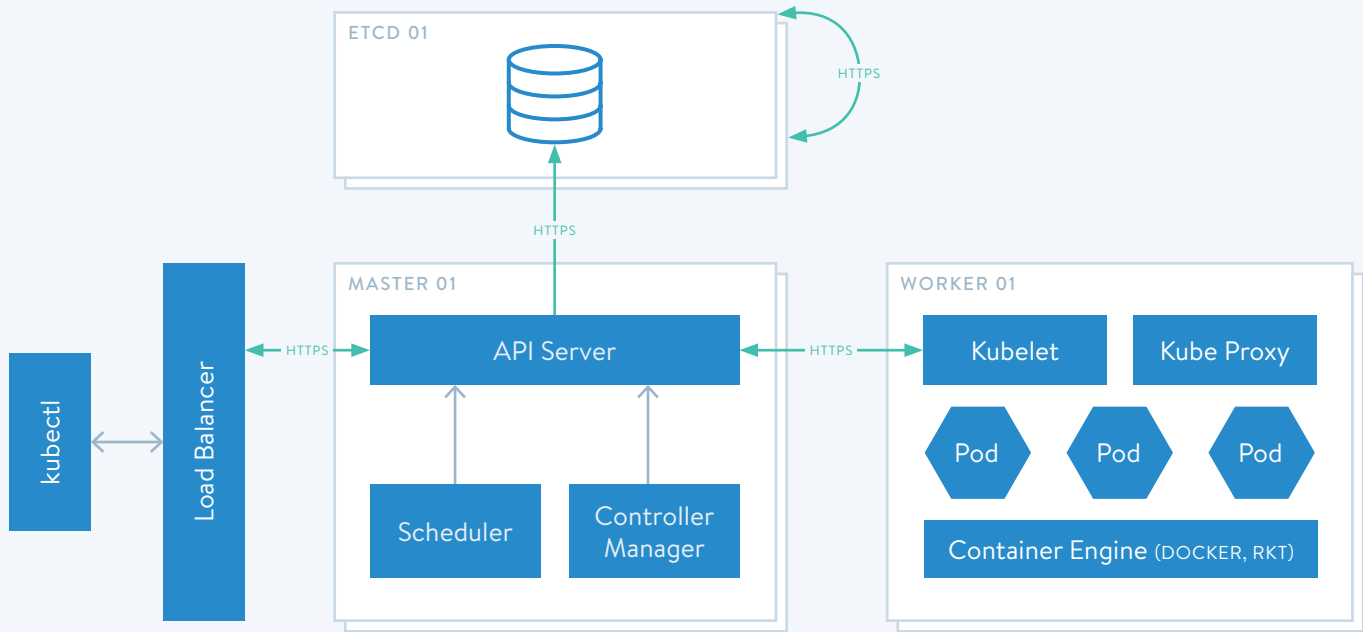 ETCD 01
HTTPS
HTTPS
MASTER 01
WORKER 01
kubectl
Load Balancer
HTTPS
API Server
HTTPS
Kubelet
Kube Proxy
Pod
Pod
Pod
Scheduler
Controller
Manager
Container Engine (DOCKER, RKT)